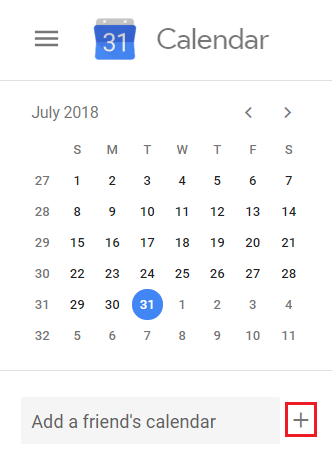 31 Calendar
July 2018
S M T W T F S
27 1 2 3 4 5 6 7
28 8 9 10 11 12 13 14
29 15 16 17 18 19 20 21
30 22 23 24 25 26 27 28
31 29 30 31 1 2 3 4
32 5 6 7 8 9 10 11
Add a friend's calendar